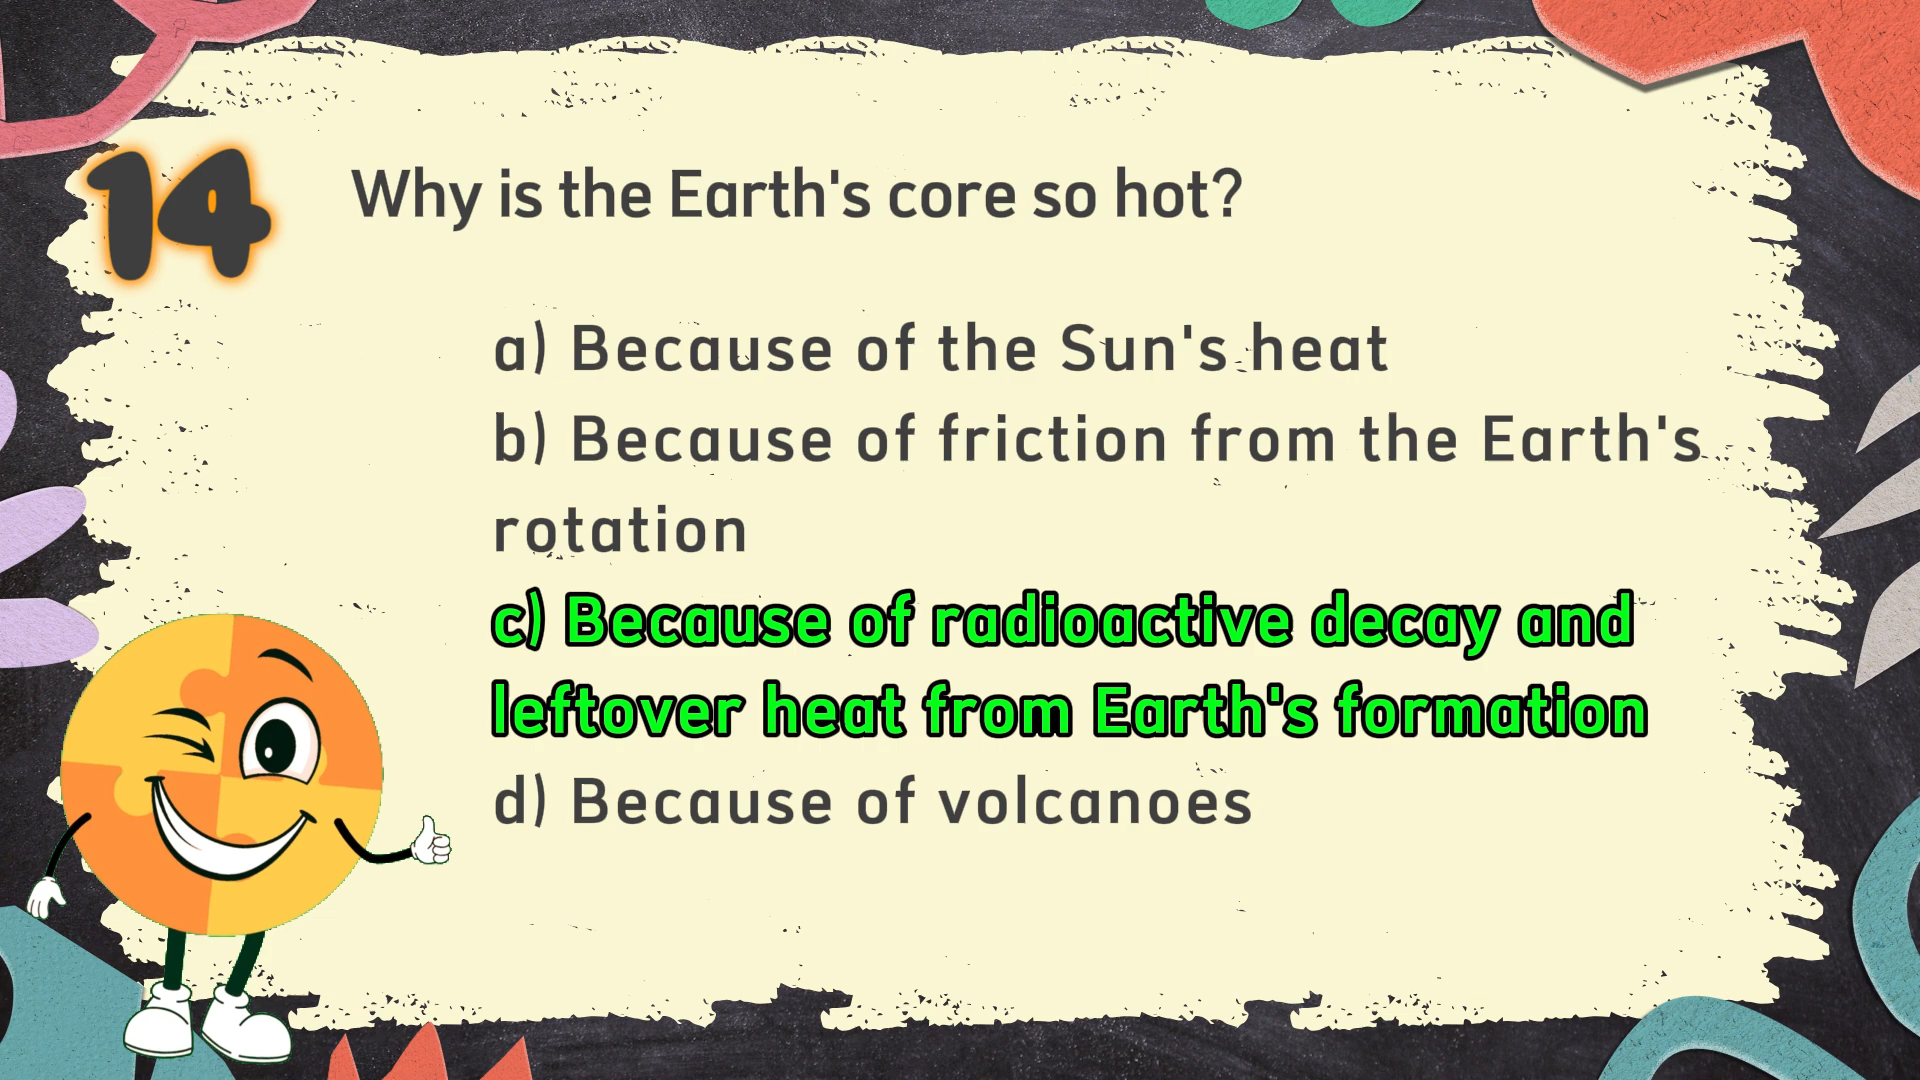 14
Why is the Earth's core so hot?
a) Because of the Sun's heat
b) Because of friction from the Earth's
rotation
c) Because of radioactive decay and
leftover heat from Earth's formation
d) Because of volcanoes